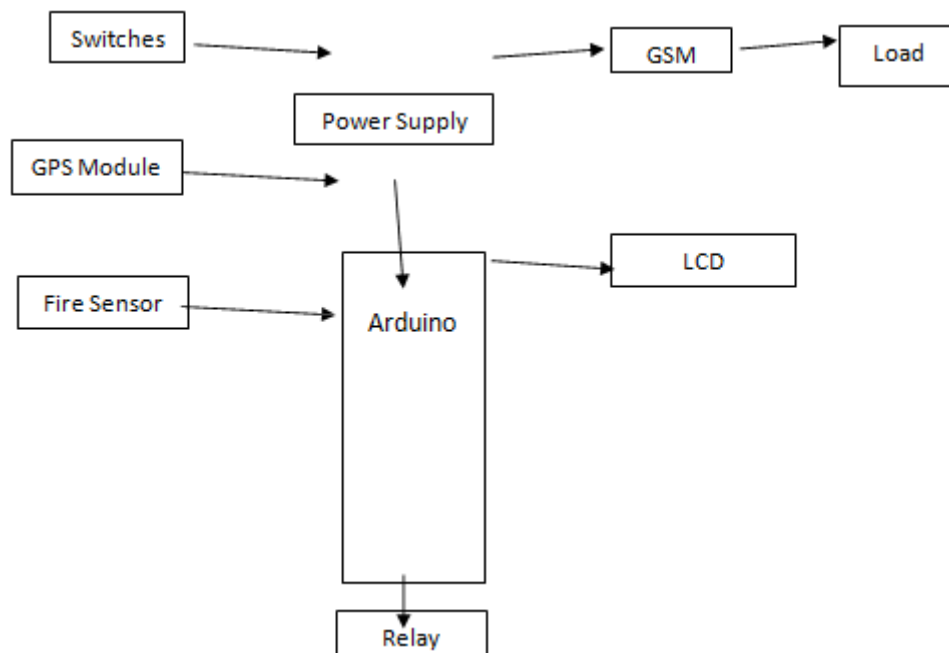 Switches
GSM
Load
Power Supply
GPS Module
LCD
Fire Sensor
Arduino
Relay